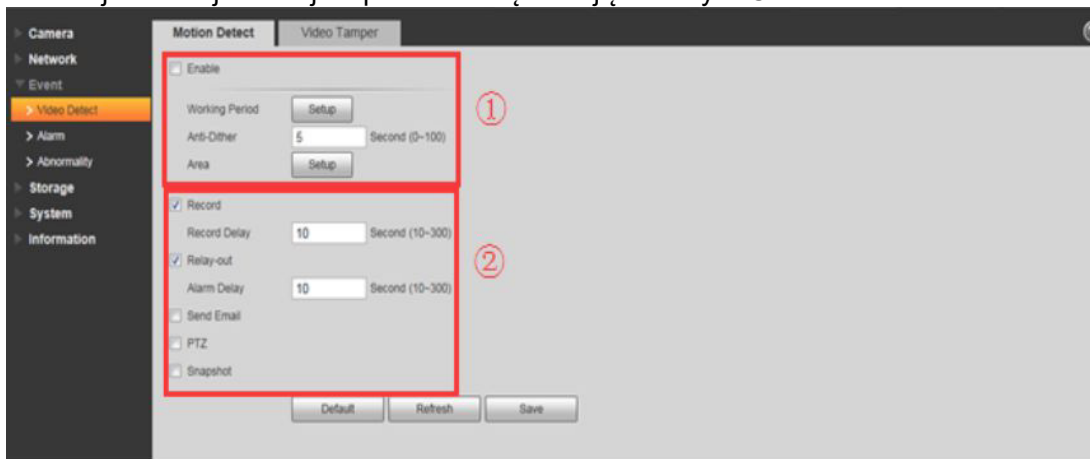 Camera
Network
Event
Video Detect
Alarm
Abnormality
Storage
System
Information
Motion Detect
Video Tamper
Enable
Working Period Setup
Anti-Dither 5 Second (0~100)
Area Setup
①
Record
Record Delay 10 Second (10~300)
Relay-out
②
Alarm Delay 10 Second (10~300)
Send Email
PTZ
Snapshot
Default Refresh Save